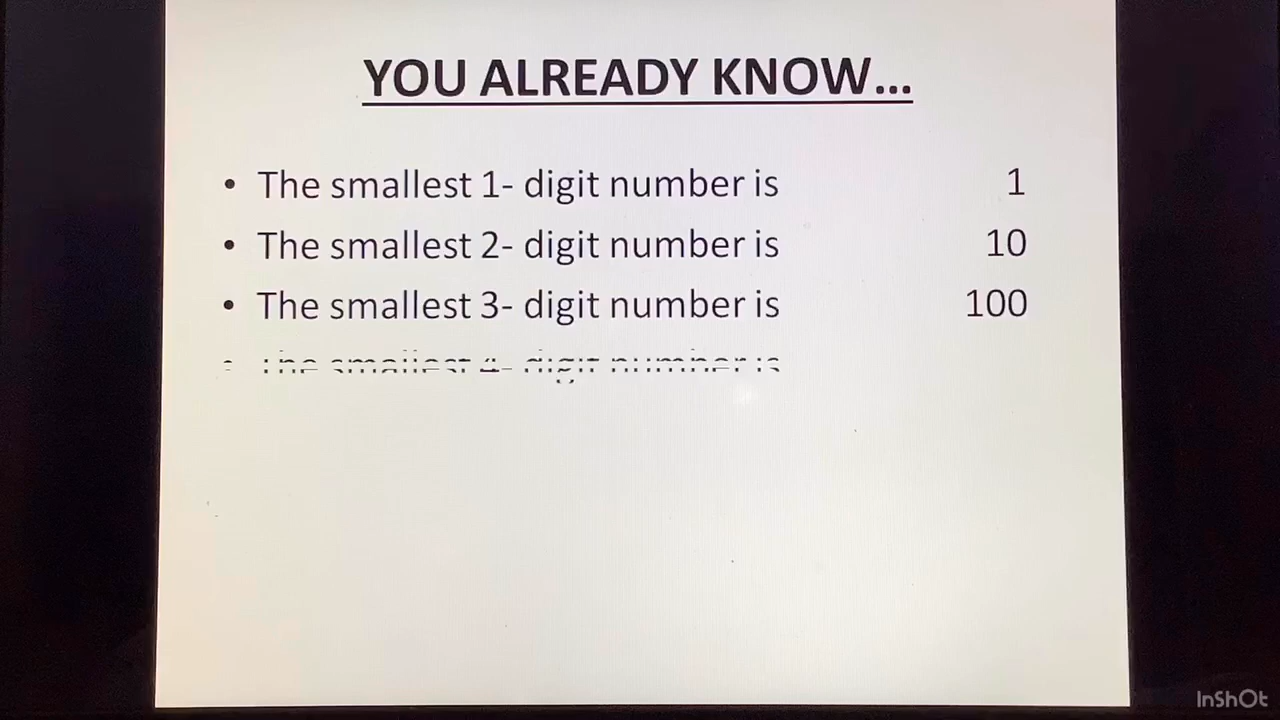 YOU ALREADY KNOW...
• The smallest 1- digit number is 1
• The smallest 2- digit number is 10
• The smallest 3- digit number is 100
• The smallest 4- digit number is
InShOt